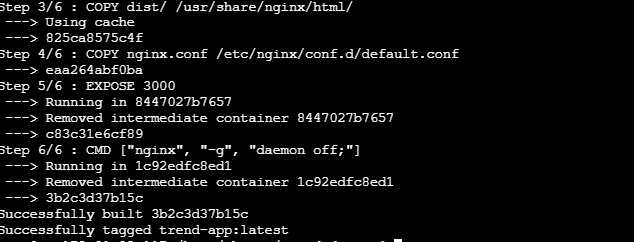 Step 3/6 : COPY dist/ /usr/share/nginx/html/
---> Using cache
---> 825ca8575c4f
Step 4/6 : COPY nginx.conf /etc/nginx/conf.d/default.conf
---> eaa264abf0ba
Step 5/6 : EXPOSE 3000
---> Running in 8447027b7657
---> Removed intermediate container 8447027b7657
---> c83c31e6cf89
Step 6/6 : CMD ["nginx", "-g", "daemon off;"]
---> Running in 1c92edfc8ed1
---> Removed intermediate container 1c92edfc8ed1
---> 3b2c3d37b15c
Successfully built 3b2c3d37b15c
Successfully tagged trend-app:latest